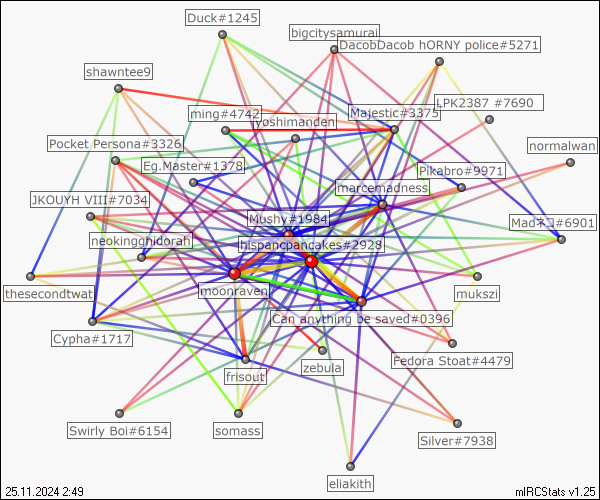 Duck#1245
bigcitysamurai
DacobDacob hORNY police#5271
shawntee9
LPK2387 #7690
ming#4742
yoshimanden
Majestic#3375
Pocket Persona#3326
normalwan
Eg.Master#1378
Pikabro#9971
marcemadness
JKOUYH VIII#7034
Mushy#1984
Madネコ#6901
neokingghidorah
hispancpancakes#2928
thesecondtwat
moonraven
mukszi
Can anything be saved#0396
Cypha#1717
Fedora Stoat#4479
zebula
frisout
Swirly Boi#6154
somass
Silver#7938
eliakith
25.11.2024 2:49
mIRCStats v1.25